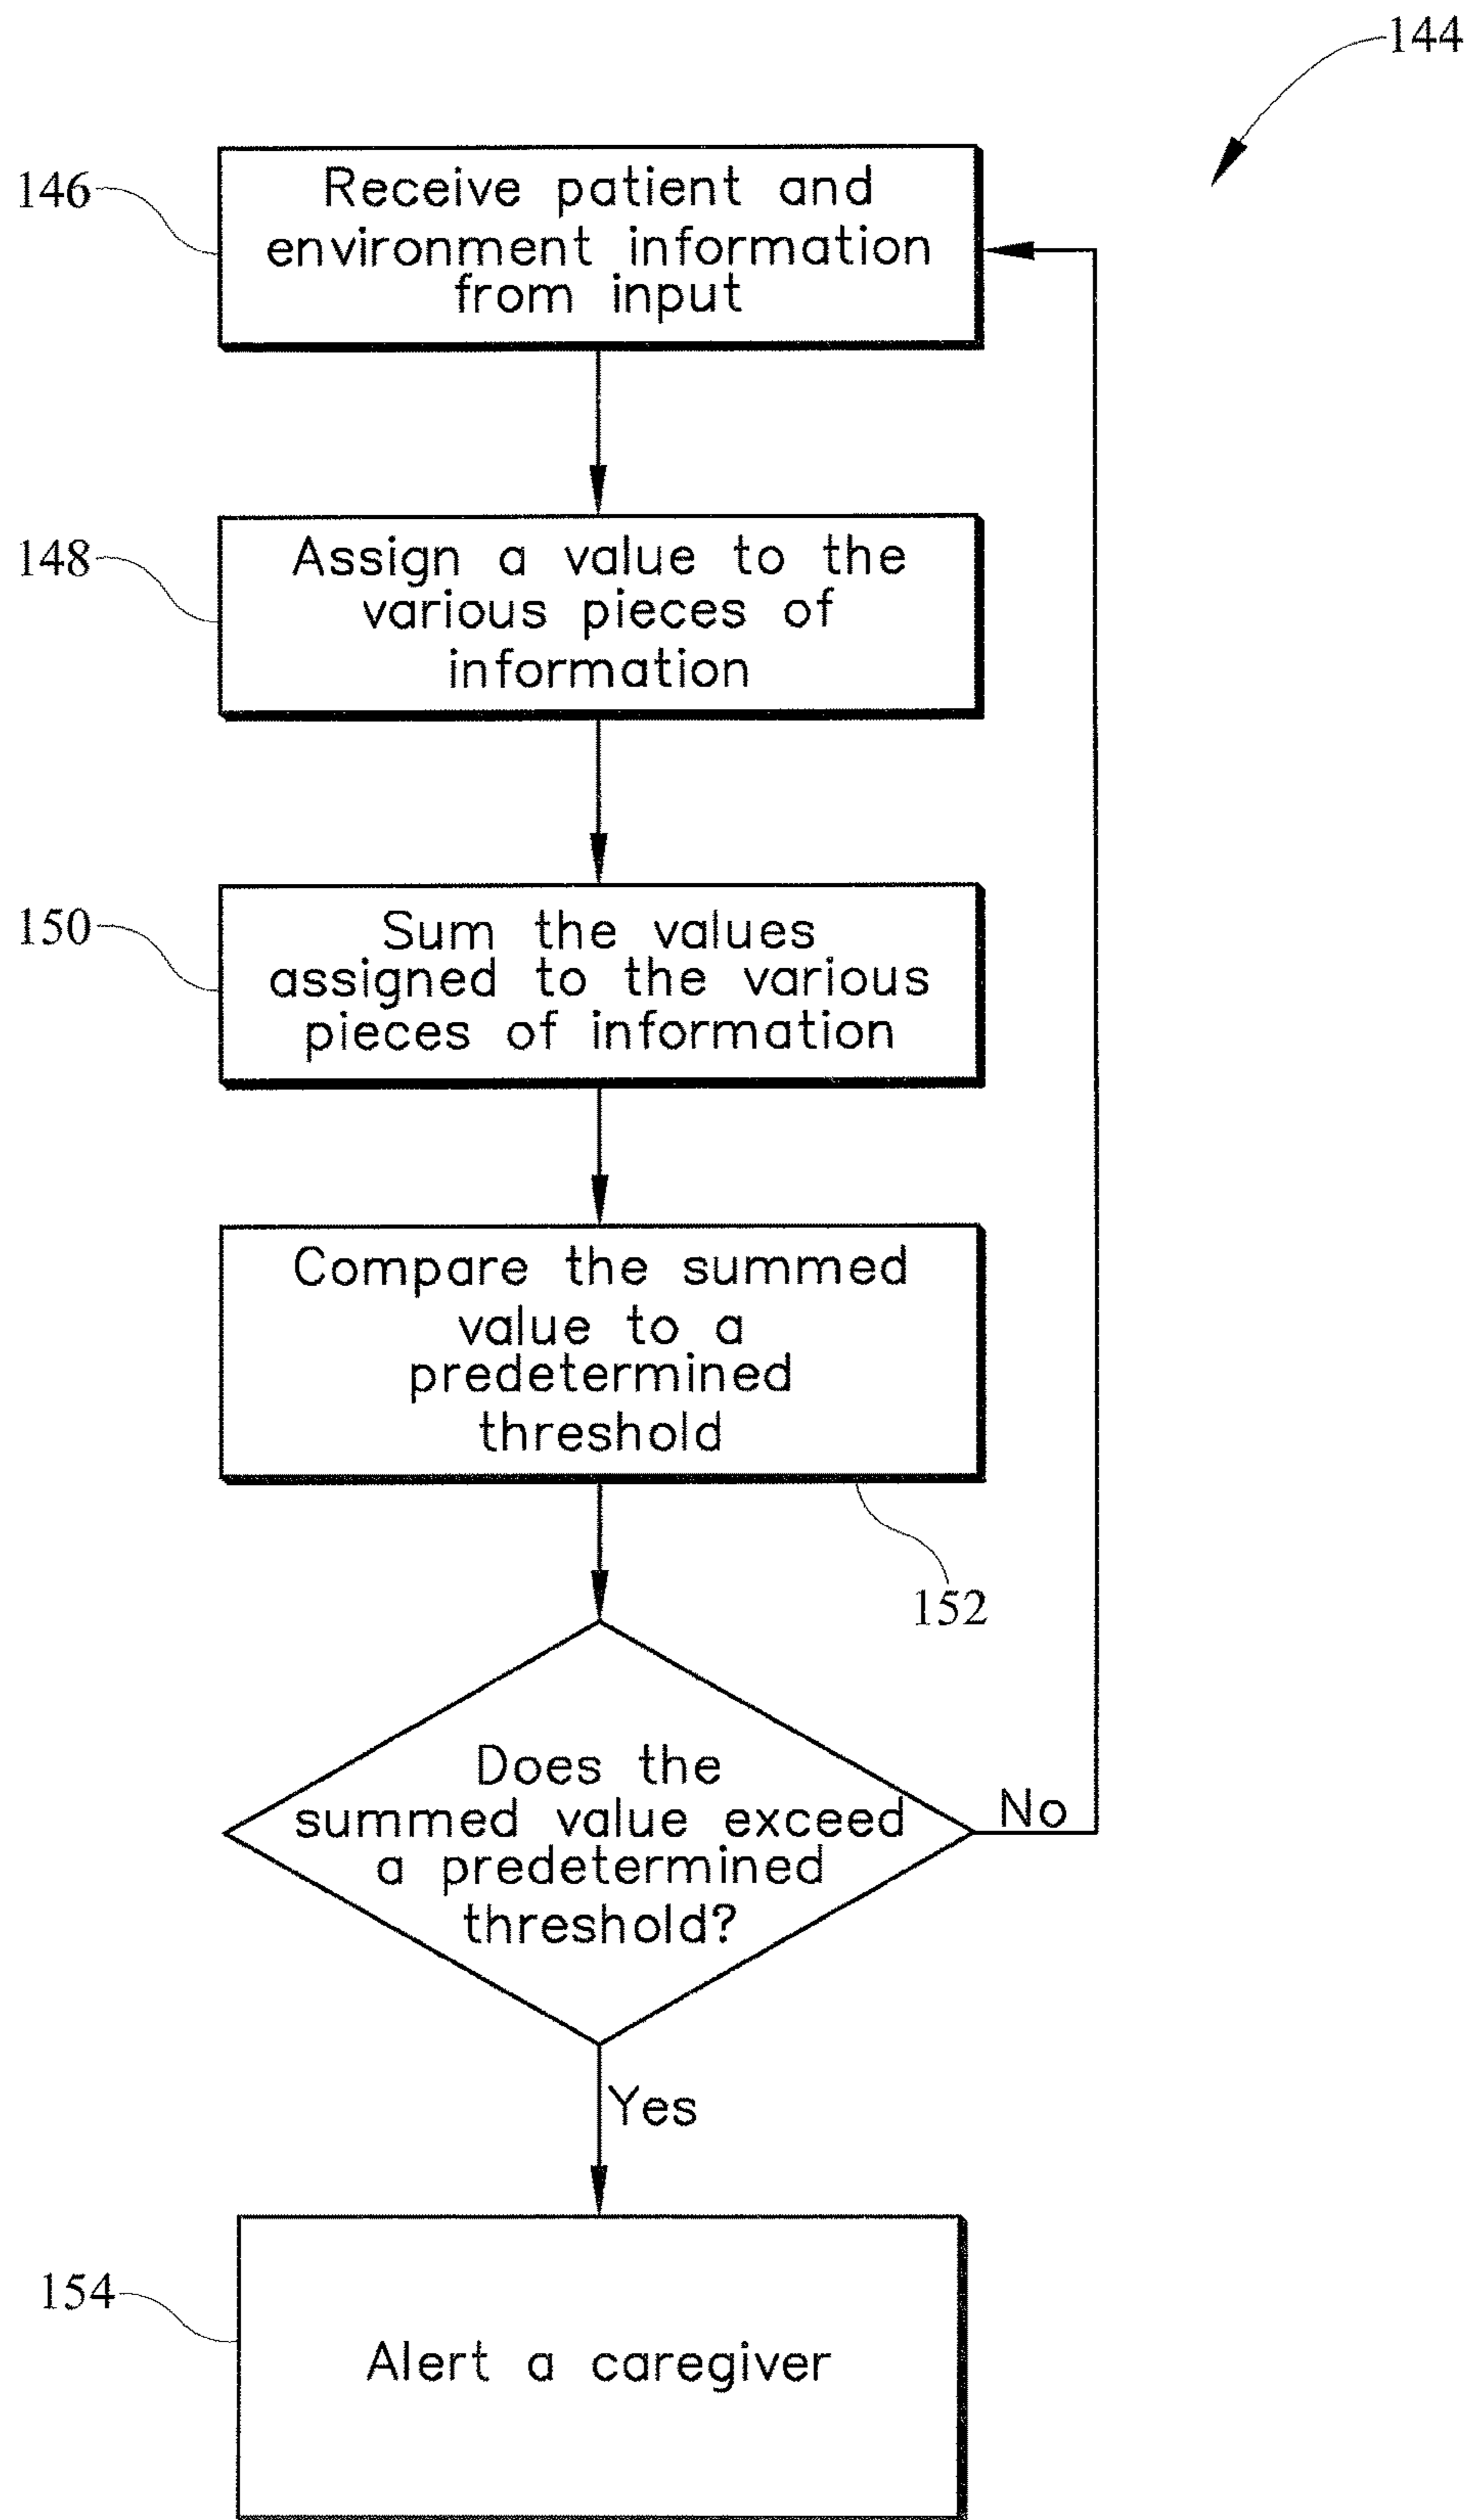 144
146
Receive patient and
environment information
from input
148
Assign a value to the
various pieces of
information
150
Sum the values
assigned to the various
pieces of information
Compare the summed
value to a
predetermined
threshold
152
Does the
summed value exceed
a predetermined
threshold?
No
Yes
154
Alert a caregiver